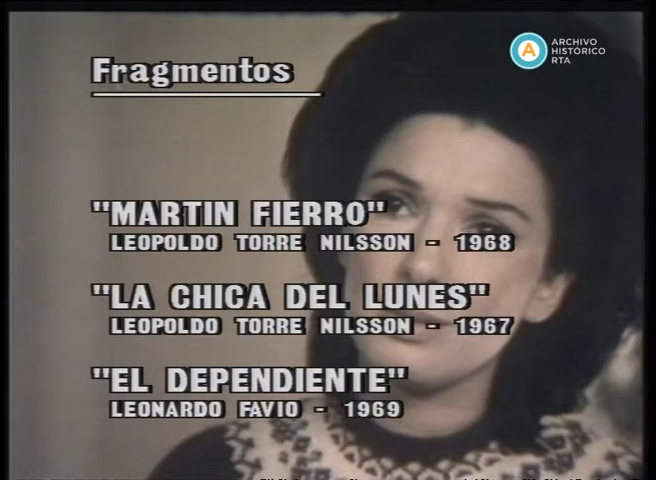 Fragmentos
ARCHIVO
HISTÓRICO
RTA
A
"MARTIN FIERRO"
LEOPOLDO TORRE NILSSON - 1968
"LA CHICA DEL LUNES"
LEOPOLDO TORRE NILSSON - 1967
"EL DEPENDIENTE"
LEONARDO FAVIO - 1969